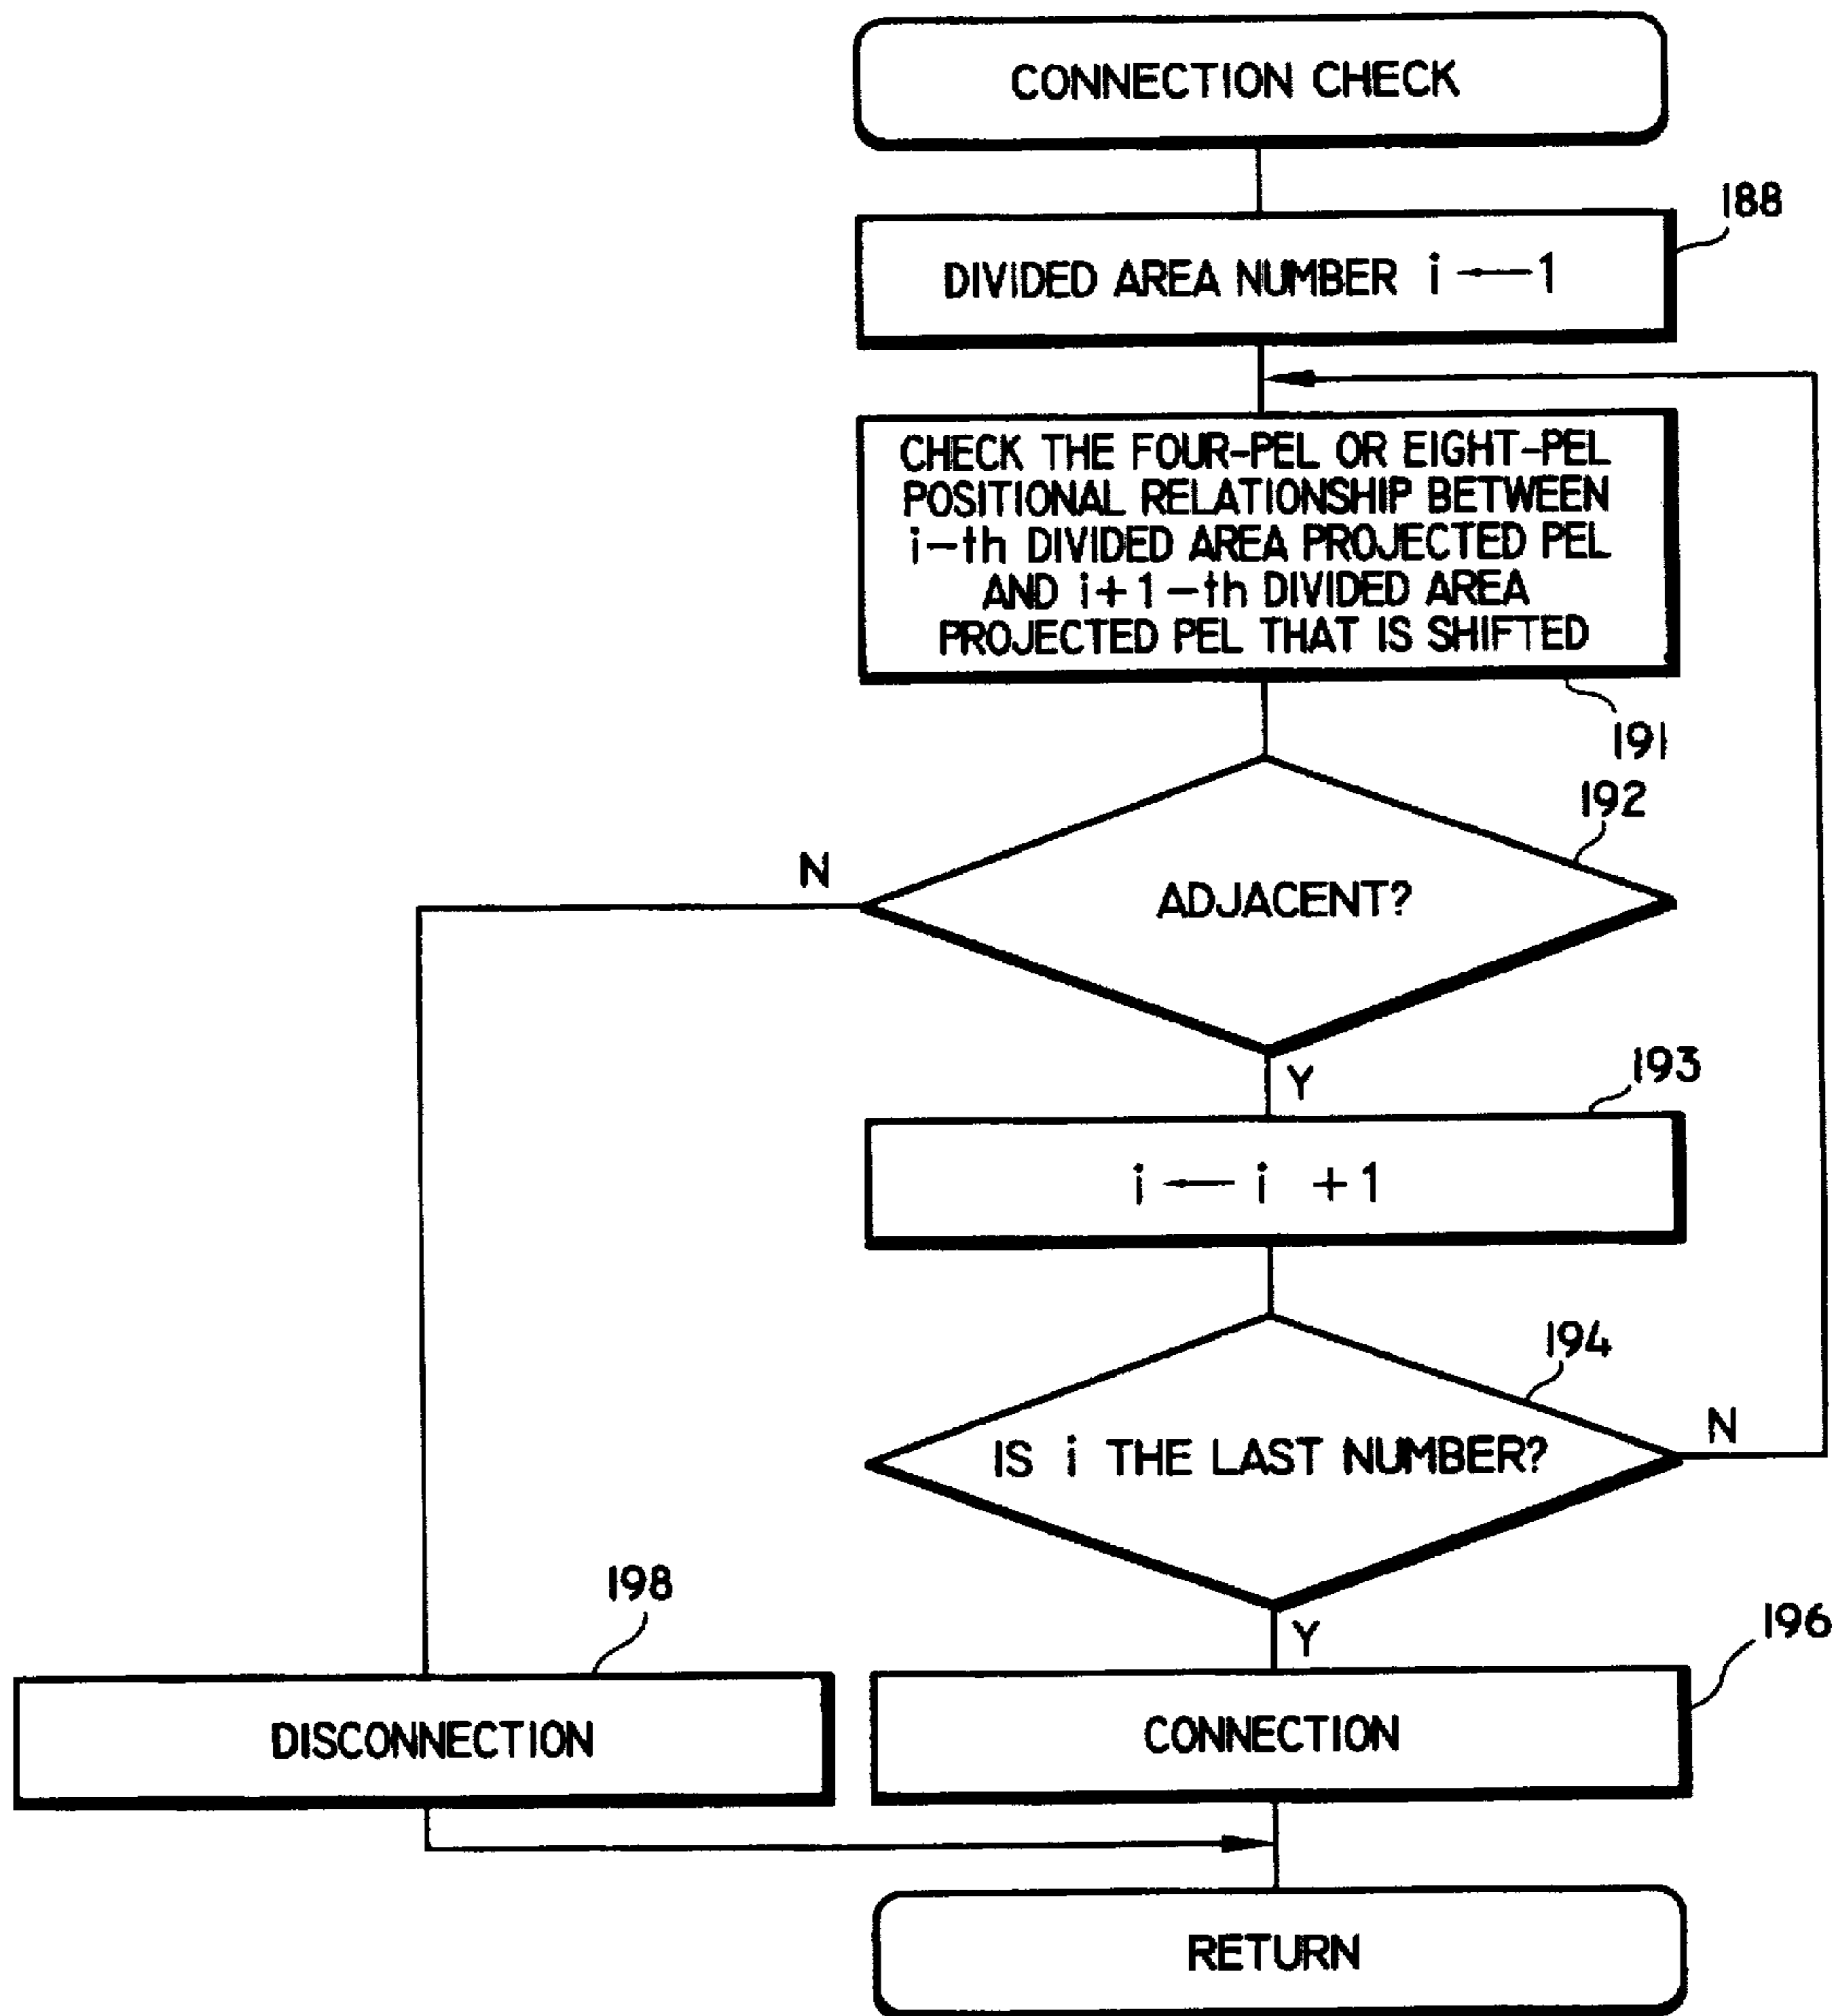 CONNECTION CHECK
188
DIVIDED AREA NUMBER i ← 1
CHECK THE FOUR-PEL OR EIGHT-PEL
POSITIONAL RELATIONSHIP BETWEEN
i-th DIVIDED AREA PROJECTED PEL
AND i+1-th DIVIDED AREA
PROJECTED PEL THAT IS SHIFTED
191
192
N
ADJACENT?
Y
193
i ← i +1
194
IS i THE LAST NUMBER?
N
Y
198
196
DISCONNECTION
CONNECTION
RETURN